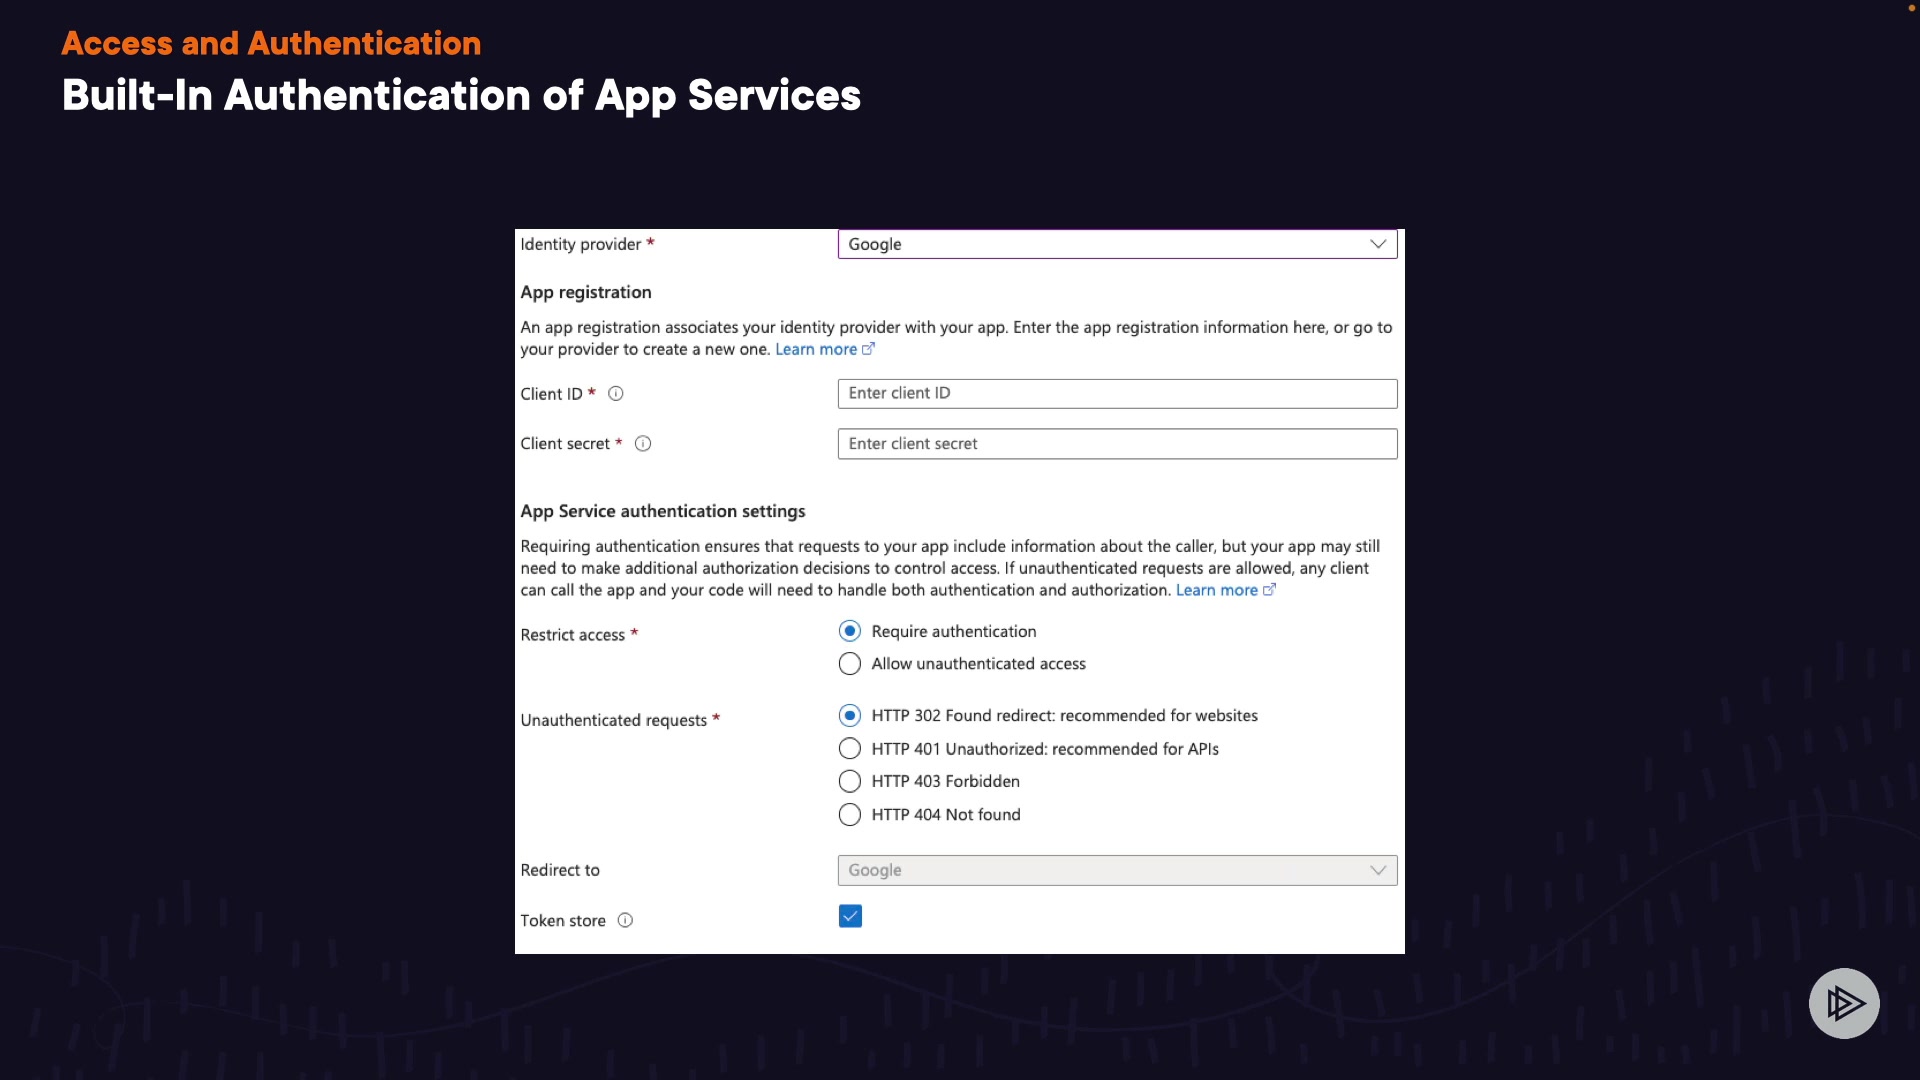 Access and Authentication
Built-In Authentication of App Services
Identity provider * Google
App registration
An app registration associates your identity provider with your app. Enter the app registration information here, or go to
your provider to create a new one. Learn more
Client ID * Enter client ID
Client secret * Enter client secret
App Service authentication settings
Requiring authentication ensures that requests to your app include information about the caller, but your app may still
need to make additional authorization decisions to control access. If unauthenticated requests are allowed, any client
can call the app and your code will need to handle both authentication and authorization. Learn more
Restrict access * Require authentication
Allow unauthenticated access
Unauthenticated requests * HTTP 302 Found redirect: recommended for websites
HTTP 401 Unauthorized: recommended for APIs
HTTP 403 Forbidden
HTTP 404 Not found
Redirect to Google
Token store